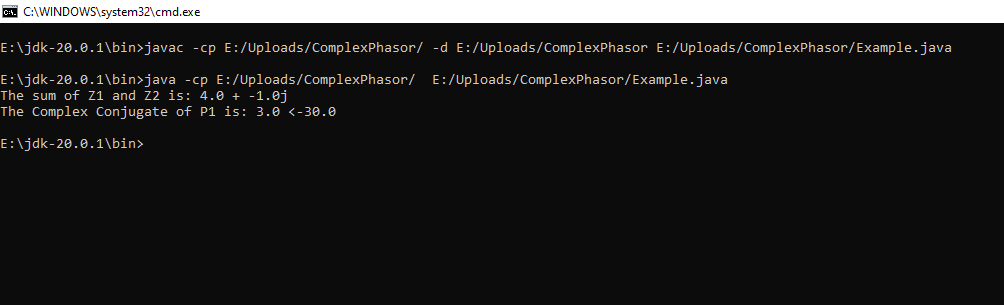 C:\WINDOWS\system32\cmd.exe
E:\jdk-20.0.1\bin>javac -cp E:/Uploads/ComplexPhasor/ -d E:/Uploads/ComplexPhasor E:/Uploads/ComplexPhasor/Example.java
E:\jdk-20.0.1\bin>java -cp E:/Uploads/ComplexPhasor/  E:/Uploads/ComplexPhasor/Example.java
The sum of Z1 and Z2 is: 4.0 + -1.0j
The Complex Conjugate of P1 is: 3.0 <-30.0
E:\jdk-20.0.1\bin>